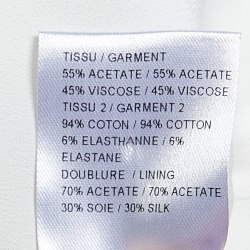 TISSU / GARMENT
55% ACETATE / 55% ACETATE
45% VISCOSE / 45% VISCOSE
TISSU 2 / GARMENT 2
94% COTON / 94% COTTON
6% ELASTHANNE / 6%
ELASTANE
DOUBLURE / LINING
70% ACETATE / 70% ACETATE
30% SOIE / 30% SILK